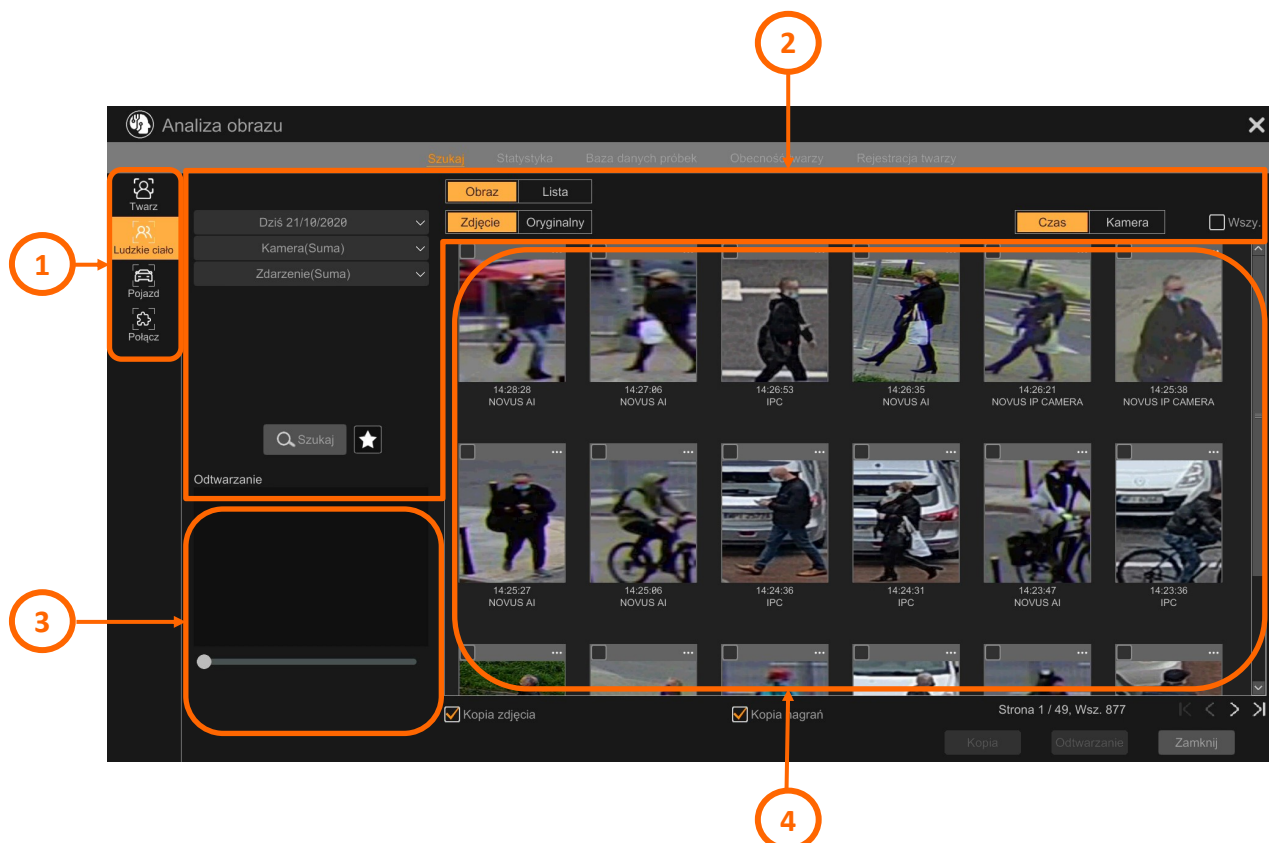 2
Analiza obrazu
Szukaj Statystyka Baza danych próbek Obecność twarzy Rejestracja twarzy
Twarz
Ludzkie ciało
Pojazd
Połącz
1
Obraz Lista
Zdjęcie Oryginalny Czas Kamera Wszy.
Dziś 21/10/2020
Kamera(Suma)
Zdarzenie(Suma)
Szukaj
Odtwarzanie
3
14:28:28 14:27:06 14:26:53 14:26:35 14:26:21 14:25:38
NOVUS AI NOVUS AI IPC NOVUS AI NOVUS IP CAMERA NOVUS IP CAMERA
14:25:27 14:25:06 14:24:36 14:24:31 14:23:47 14:23:36
NOVUS AI NOVUS AI IPC IPC NOVUS AI IPC
Kopia zdjęcia Kopia nagrań Strona 1 / 49, Wsz. 877
Kopia Odtwarzanie Zamknij
4